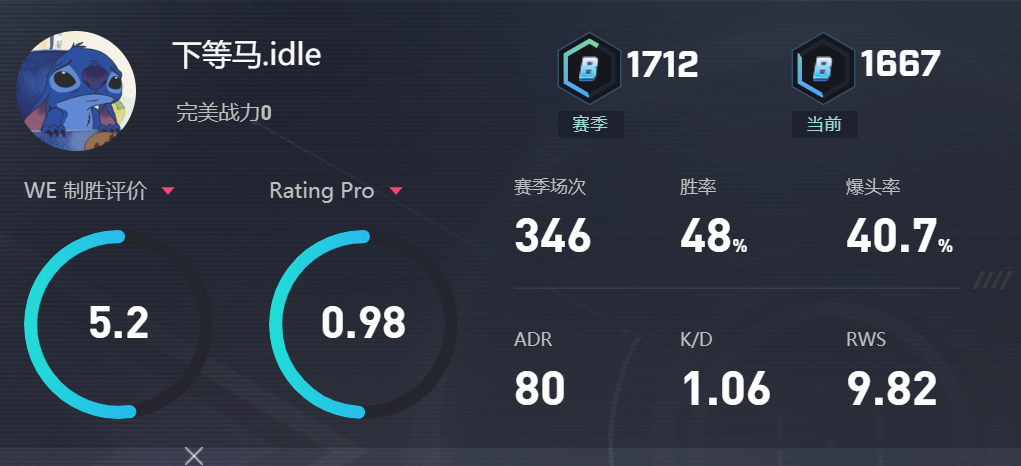 下等马.idle
完美战力0
B 1712
赛季
B 1667
当前
WE 制胜评价
5.2
Rating Pro
0.98
赛季场次
346
胜率
48%
爆头率
40.7%
ADR
80
K/D
1.06
RWS
9.82